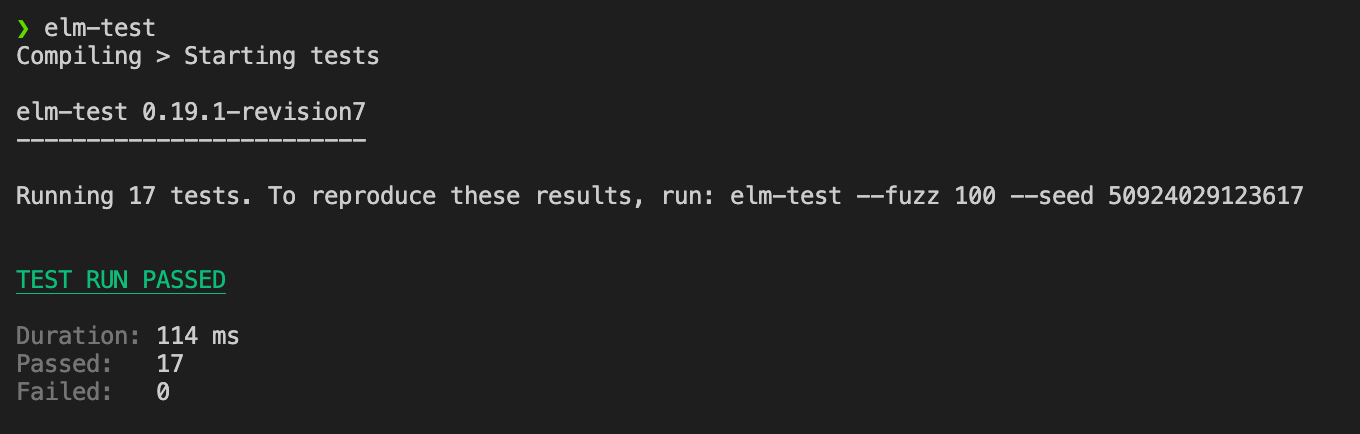 ❯ elm-test
Compiling > Starting tests
elm-test 0.19.1-revision7
-------------------------
Running 17 tests. To reproduce these results, run: elm-test --fuzz 100 --seed 50924029123617
TEST RUN PASSED
Duration: 114 ms
Passed:   17
Failed:   0